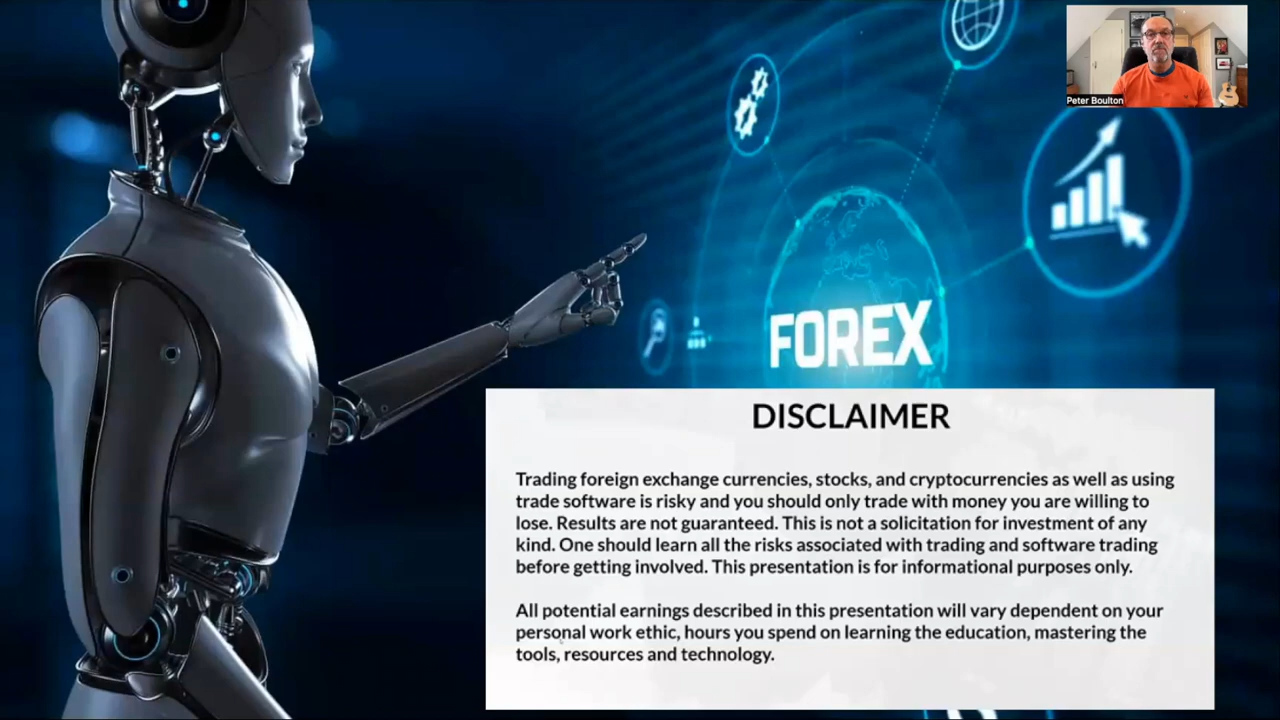 Peter Boulton
FOREX
DISCLAIMER
Trading foreign exchange currencies, stocks, and cryptocurrencies as well as using
trade software is risky and you should only trade with money you are willing to
lose. Results are not guaranteed. This is not a solicitation for investment of any
kind. One should learn all the risks associated with trading and software trading
before getting involved. This presentation is for informational purposes only.
All potential earnings described in this presentation will vary dependent on your
personal work ethic, hours you spend on learning the education, mastering the
tools, resources and technology.